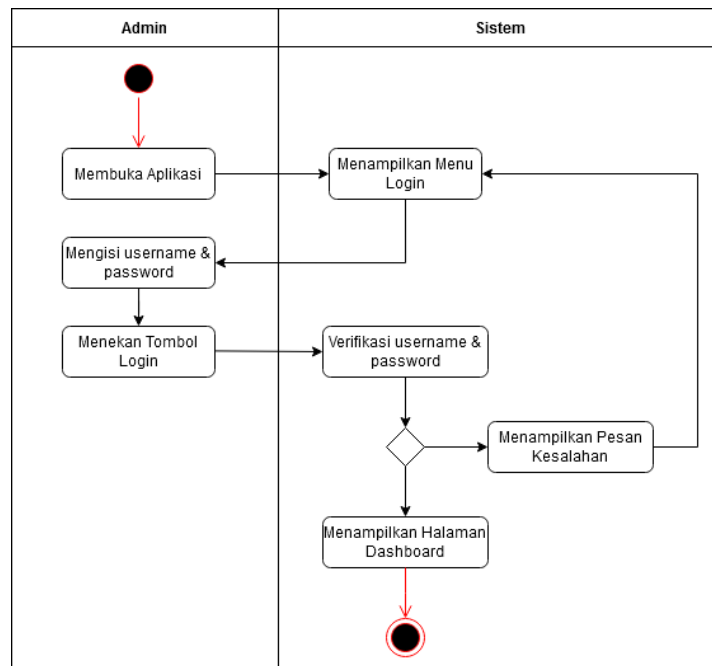 Admin
Sistem
Membuka Aplikasi
Menampilkan Menu
Login
Mengisi username &
password
Menekan Tombol
Login
Verifikasi username &
password
Menampilkan Pesan
Kesalahan
Menampilkan Halaman
Dashboard